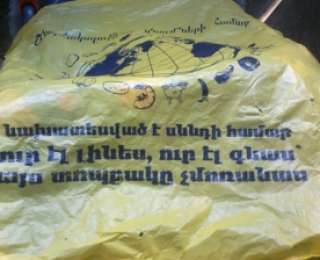 նախատեսված է սննդի համար
ուր էլ լինես, ուր էլ գնաս
այս տոպրակը չմոռանաս